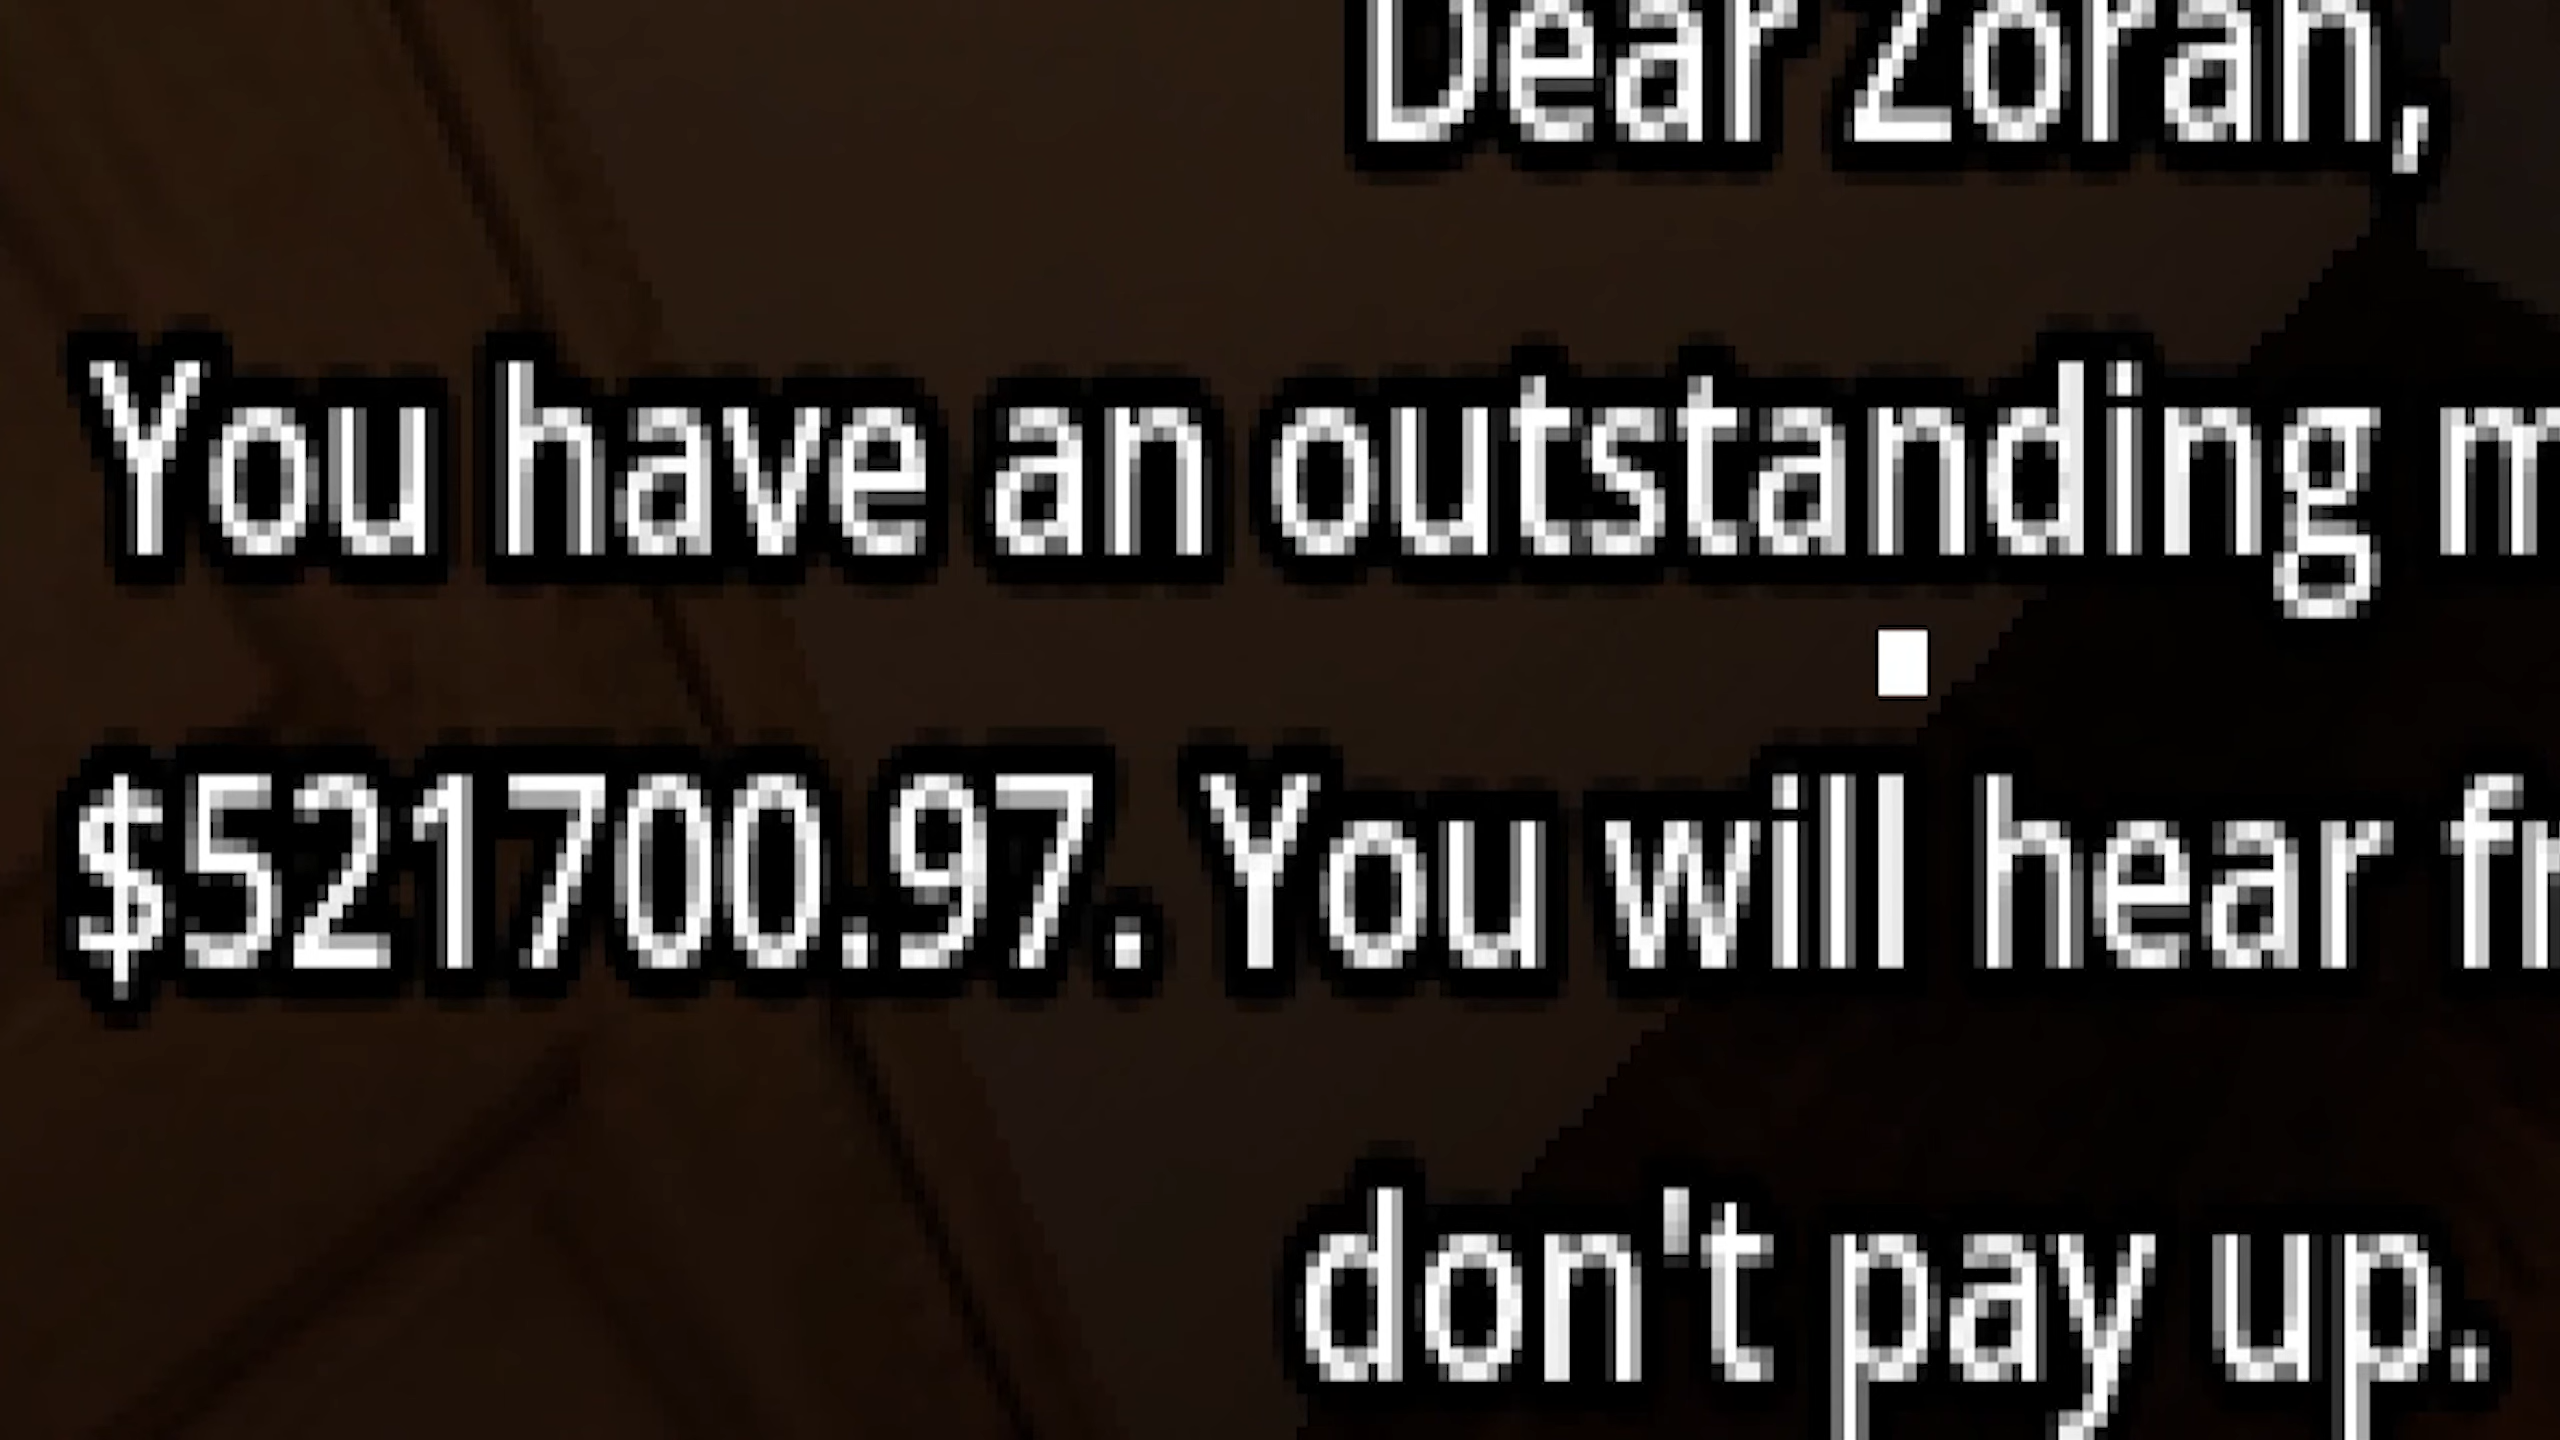 Dear Zoran,
You have an outstanding
$521700.97. You will hear
don't pay up.